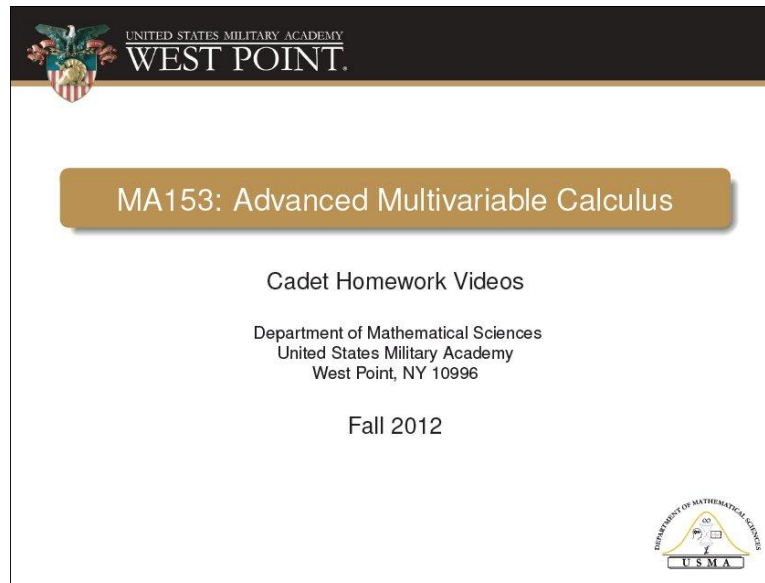 UNITED STATES MILITARY ACADEMY
WEST POINT®
MA153: Advanced Multivariable Calculus
Cadet Homework Videos
Department of Mathematical Sciences
United States Military Academy
West Point, NY 10996
Fall 2012
DEPARTMENT OF MATHEMATICAL SCIENCES
USMA